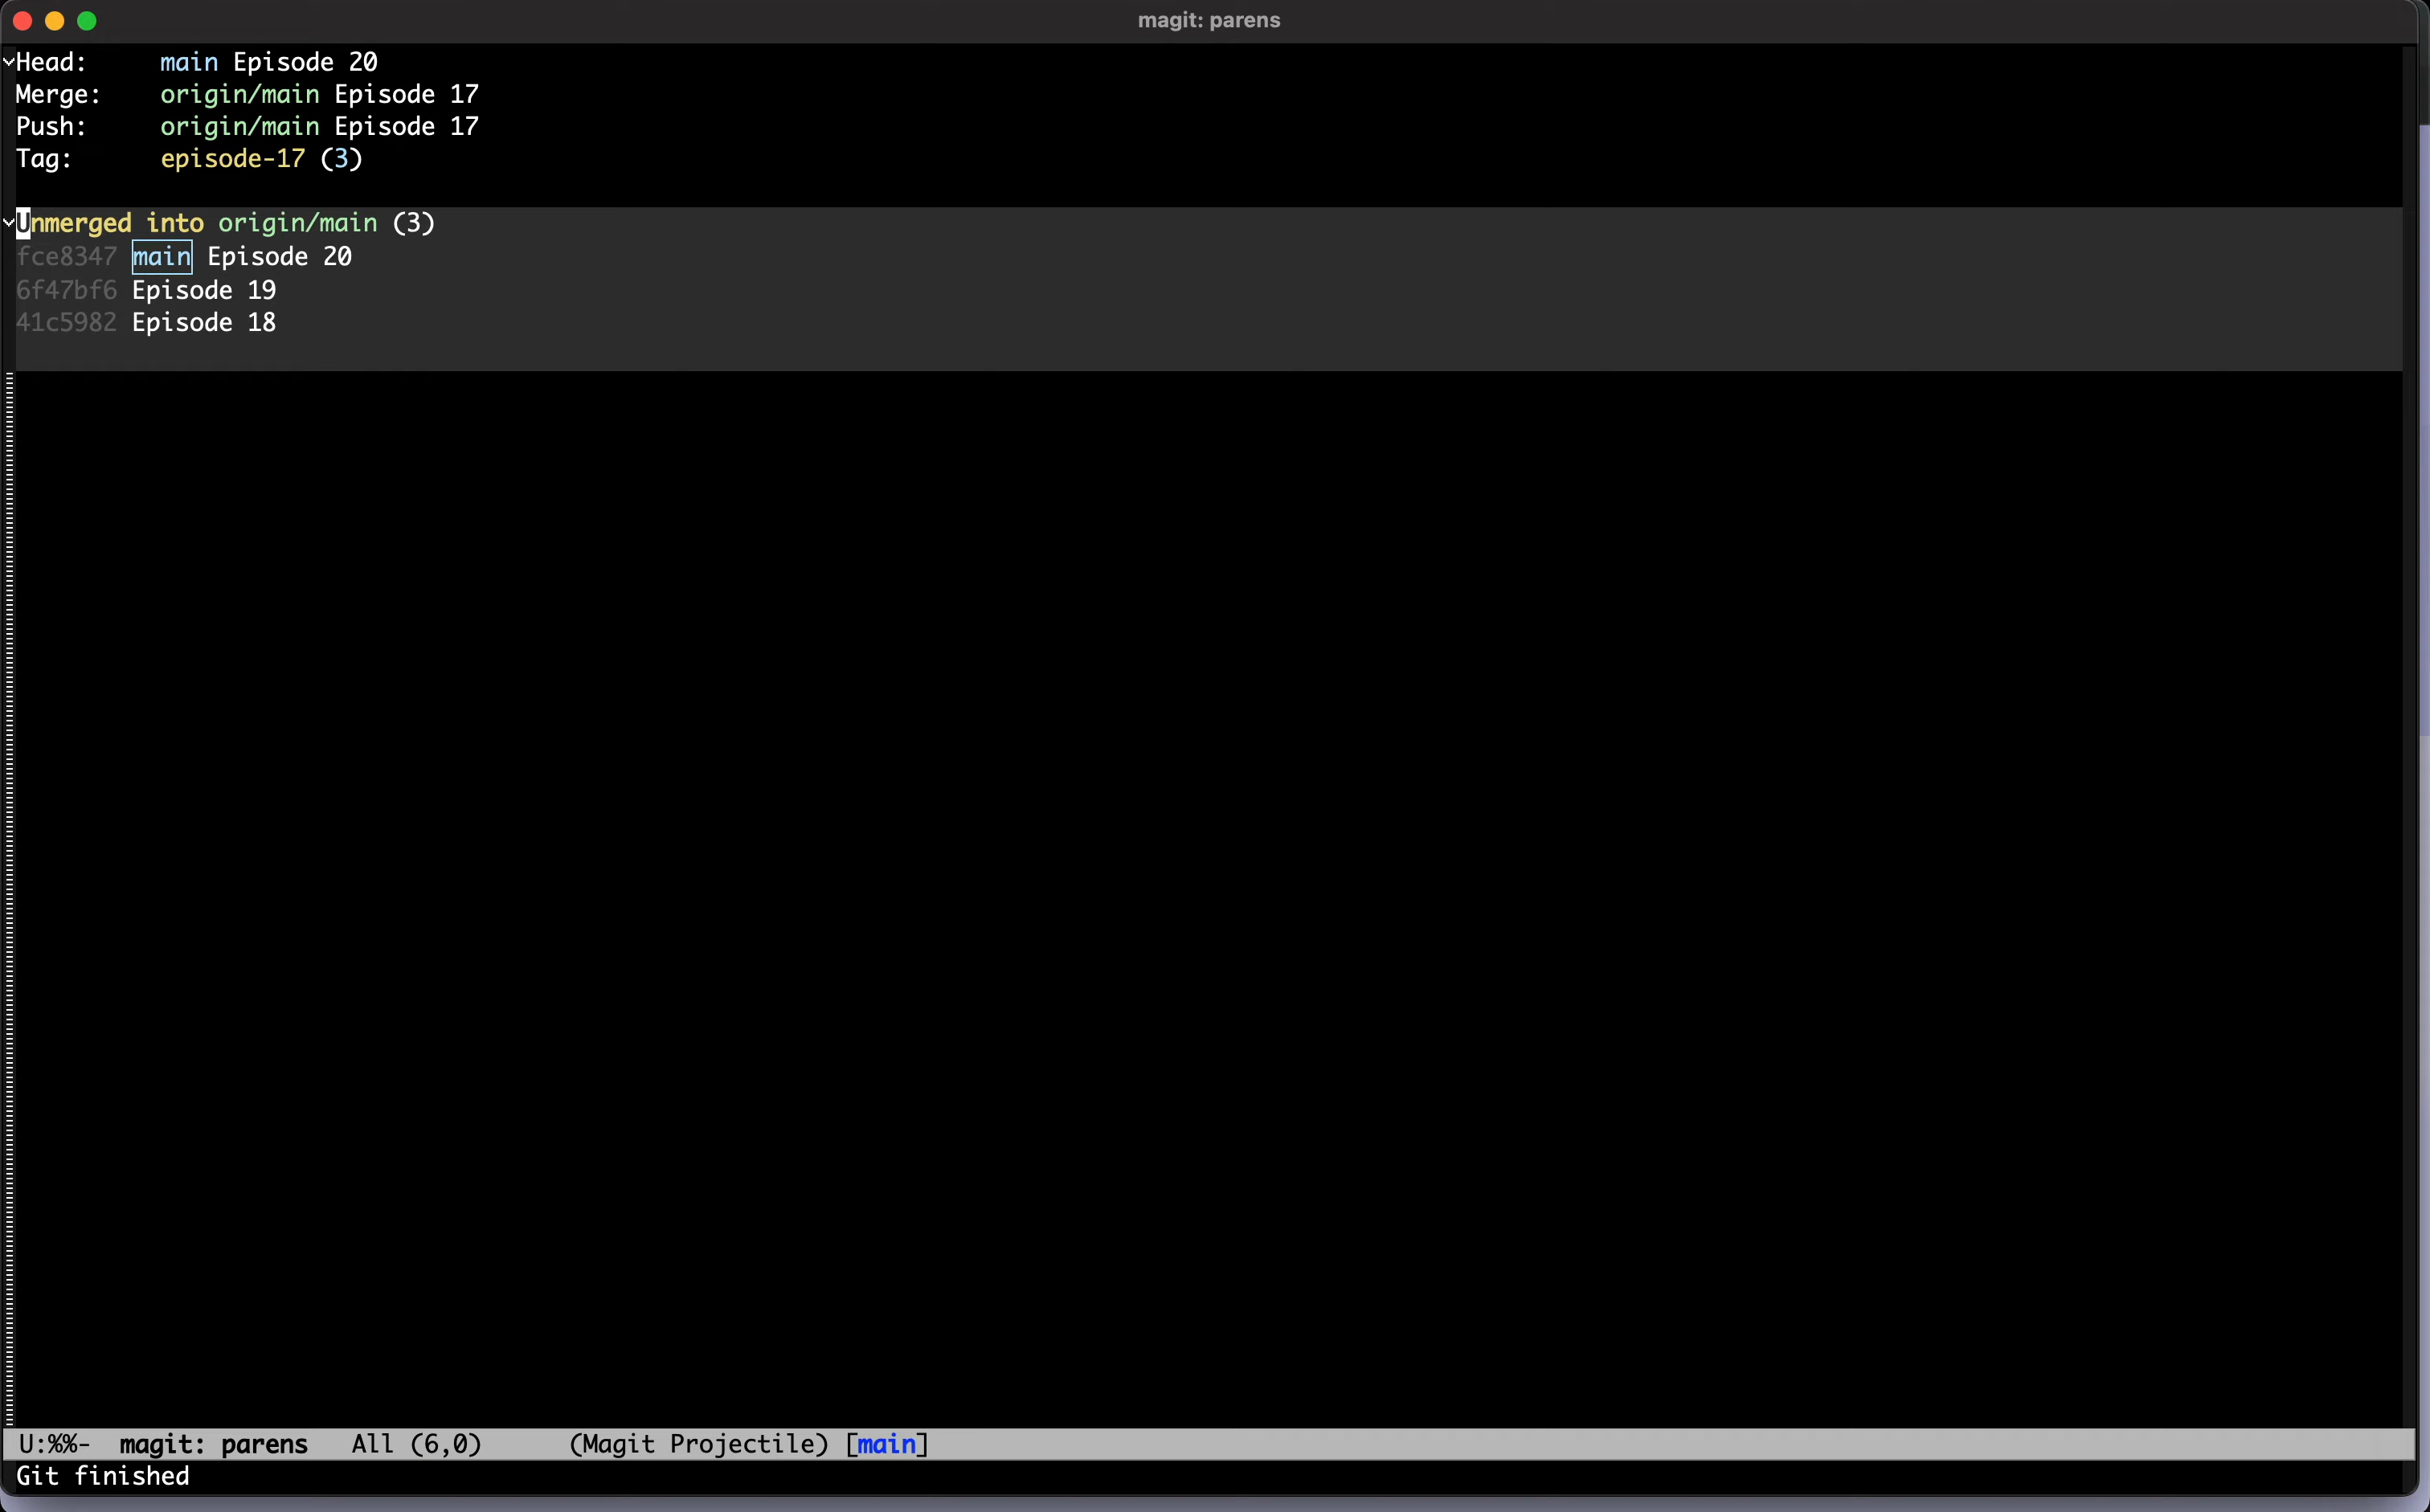 magit: parens
Head:     main Episode 20
Merge:    origin/main Episode 17
Push:     origin/main Episode 17
Tag:      episode-17 (3)
Unmerged into origin/main (3)
fce8347 main Episode 20
6f47bf6 Episode 19
41c5982 Episode 18
U:%%-  magit: parens   All (6,0)      (Magit Projectile) [main]
Git finished